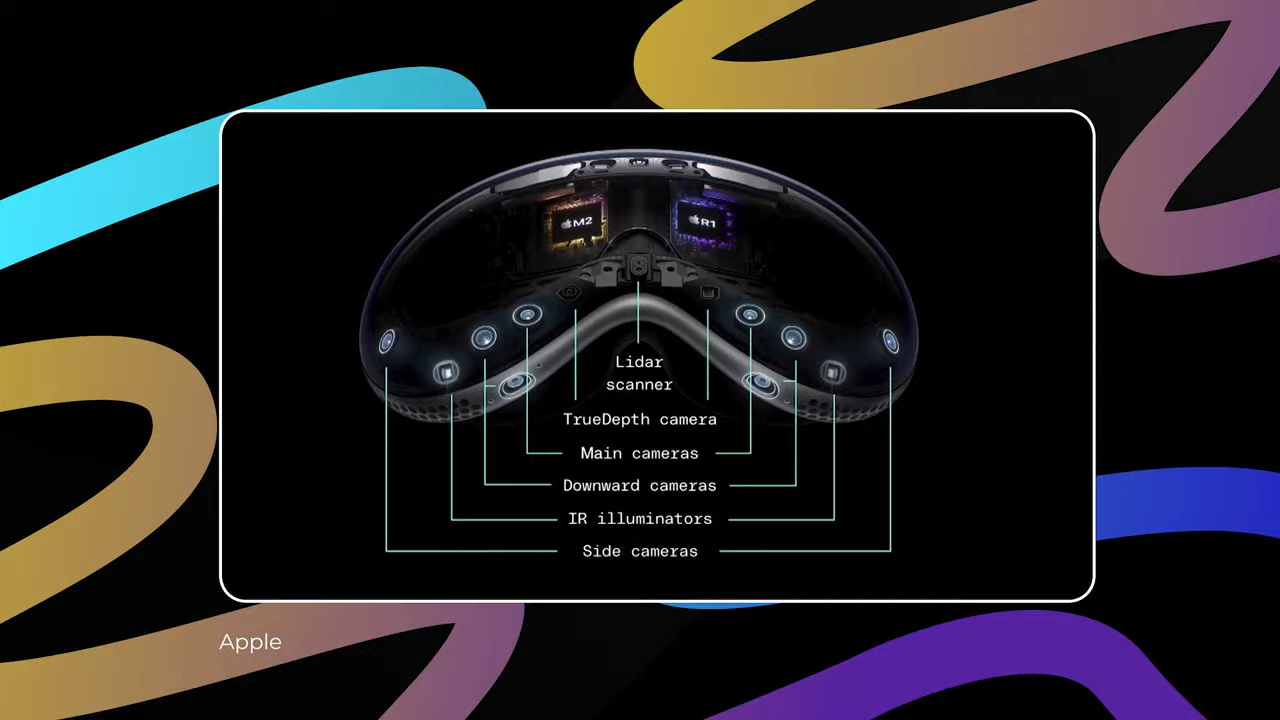 M2
R1
Lidar
scanner
TrueDepth camera
Main cameras
Downward cameras
IR illuminators
Side cameras
Apple